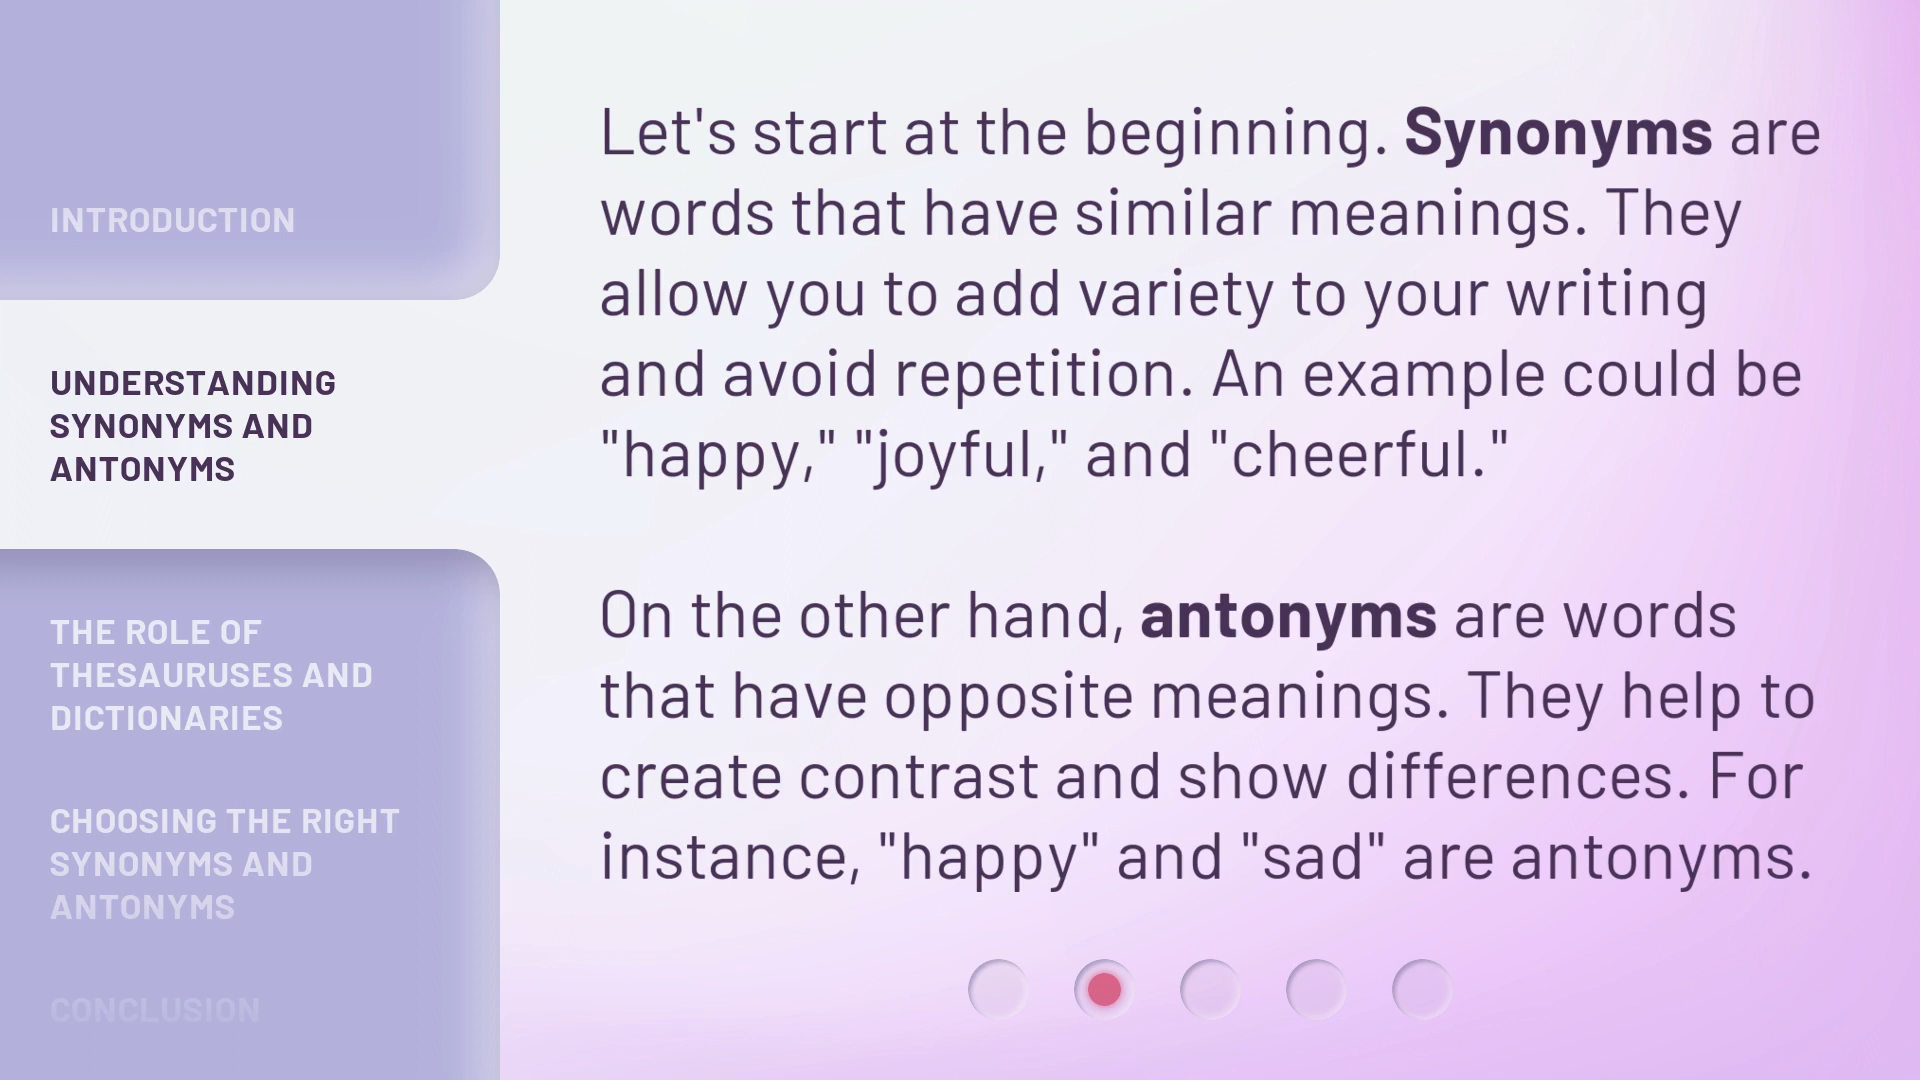 INTRODUCTION
UNDERSTANDING
SYNONYMS AND
ANTONYMS
THE ROLE OF
THESAURUSES AND
DICTIONARIES
CHOOSING THE RIGHT
SYNONYMS AND
ANTONYMS
CONCLUSION
Let's start at the beginning. Synonyms are
words that have similar meanings. They
allow you to add variety to your writing
and avoid repetition. An example could be
"happy," "joyful," and "cheerful."
On the other hand, antonyms are words
that have opposite meanings. They help to
create contrast and show differences. For
instance, "happy" and "sad" are antonyms.